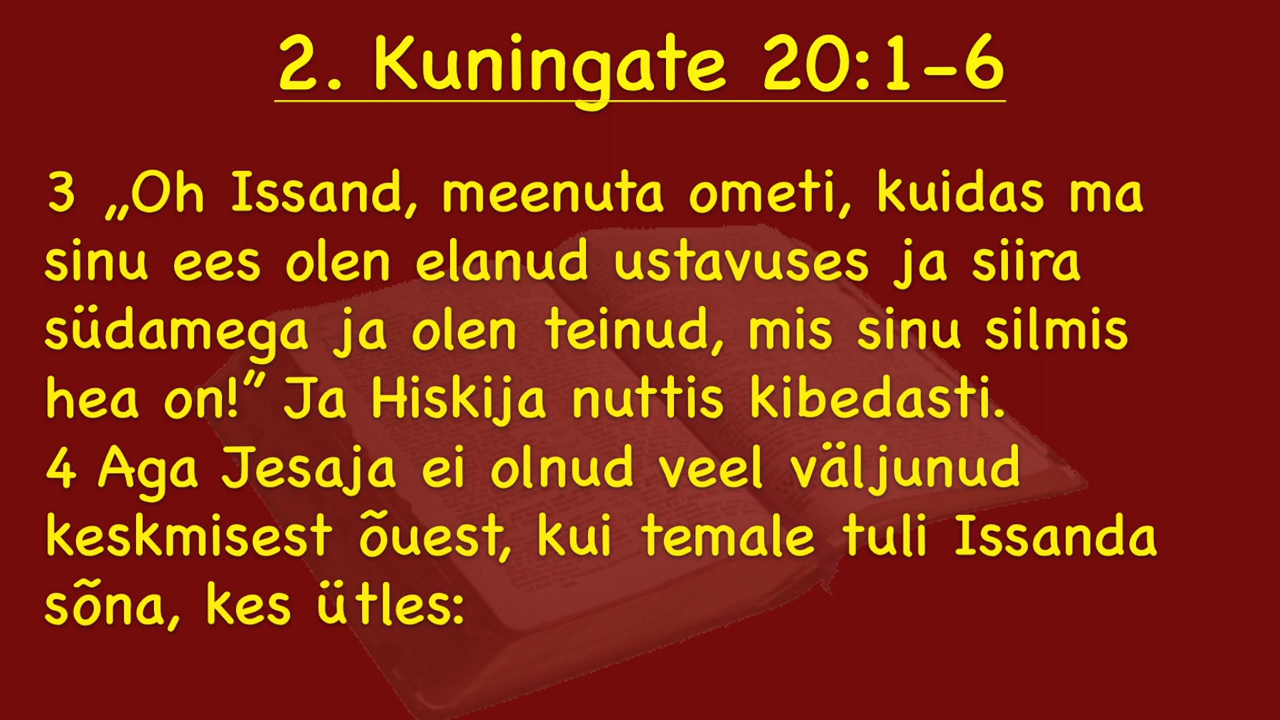 2. Kuningate 20:1-6
3 „Oh Issand, meenuta ometi, kuidas ma
sinu ees olen elanud ustavuses ja siira
südamega ja olen teinud, mis sinu silmis
hea on!” Ja Hiskija nuttis kibedasti.
4 Aga Jesaja ei olnud veel väljunud
keskmisest õuest, kui temale tuli Issanda
sõna, kes ütles: